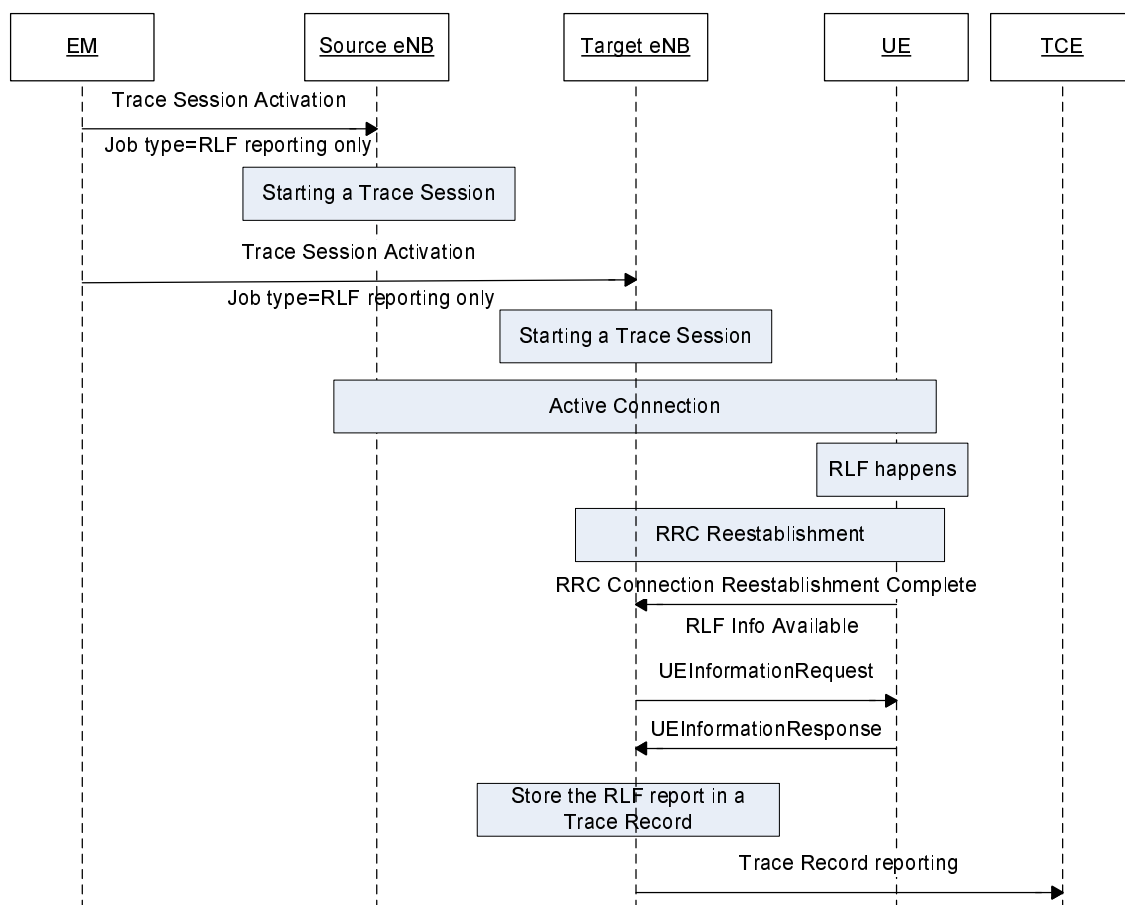 EM
Source eNB
Target eNB
UE
TCE
Trace Session Activation
Job type=RLF reporting only
Starting a Trace Session
Trace Session Activation
Job type=RLF reporting only
Starting a Trace Session
Active Connection
RLF happens
RRC Reestablishment
RRC Connection Reestablishment Complete
RLF Info Available
UEInformationRequest
UEInformationResponse
Store the RLF report in a
Trace Record
Trace Record reporting